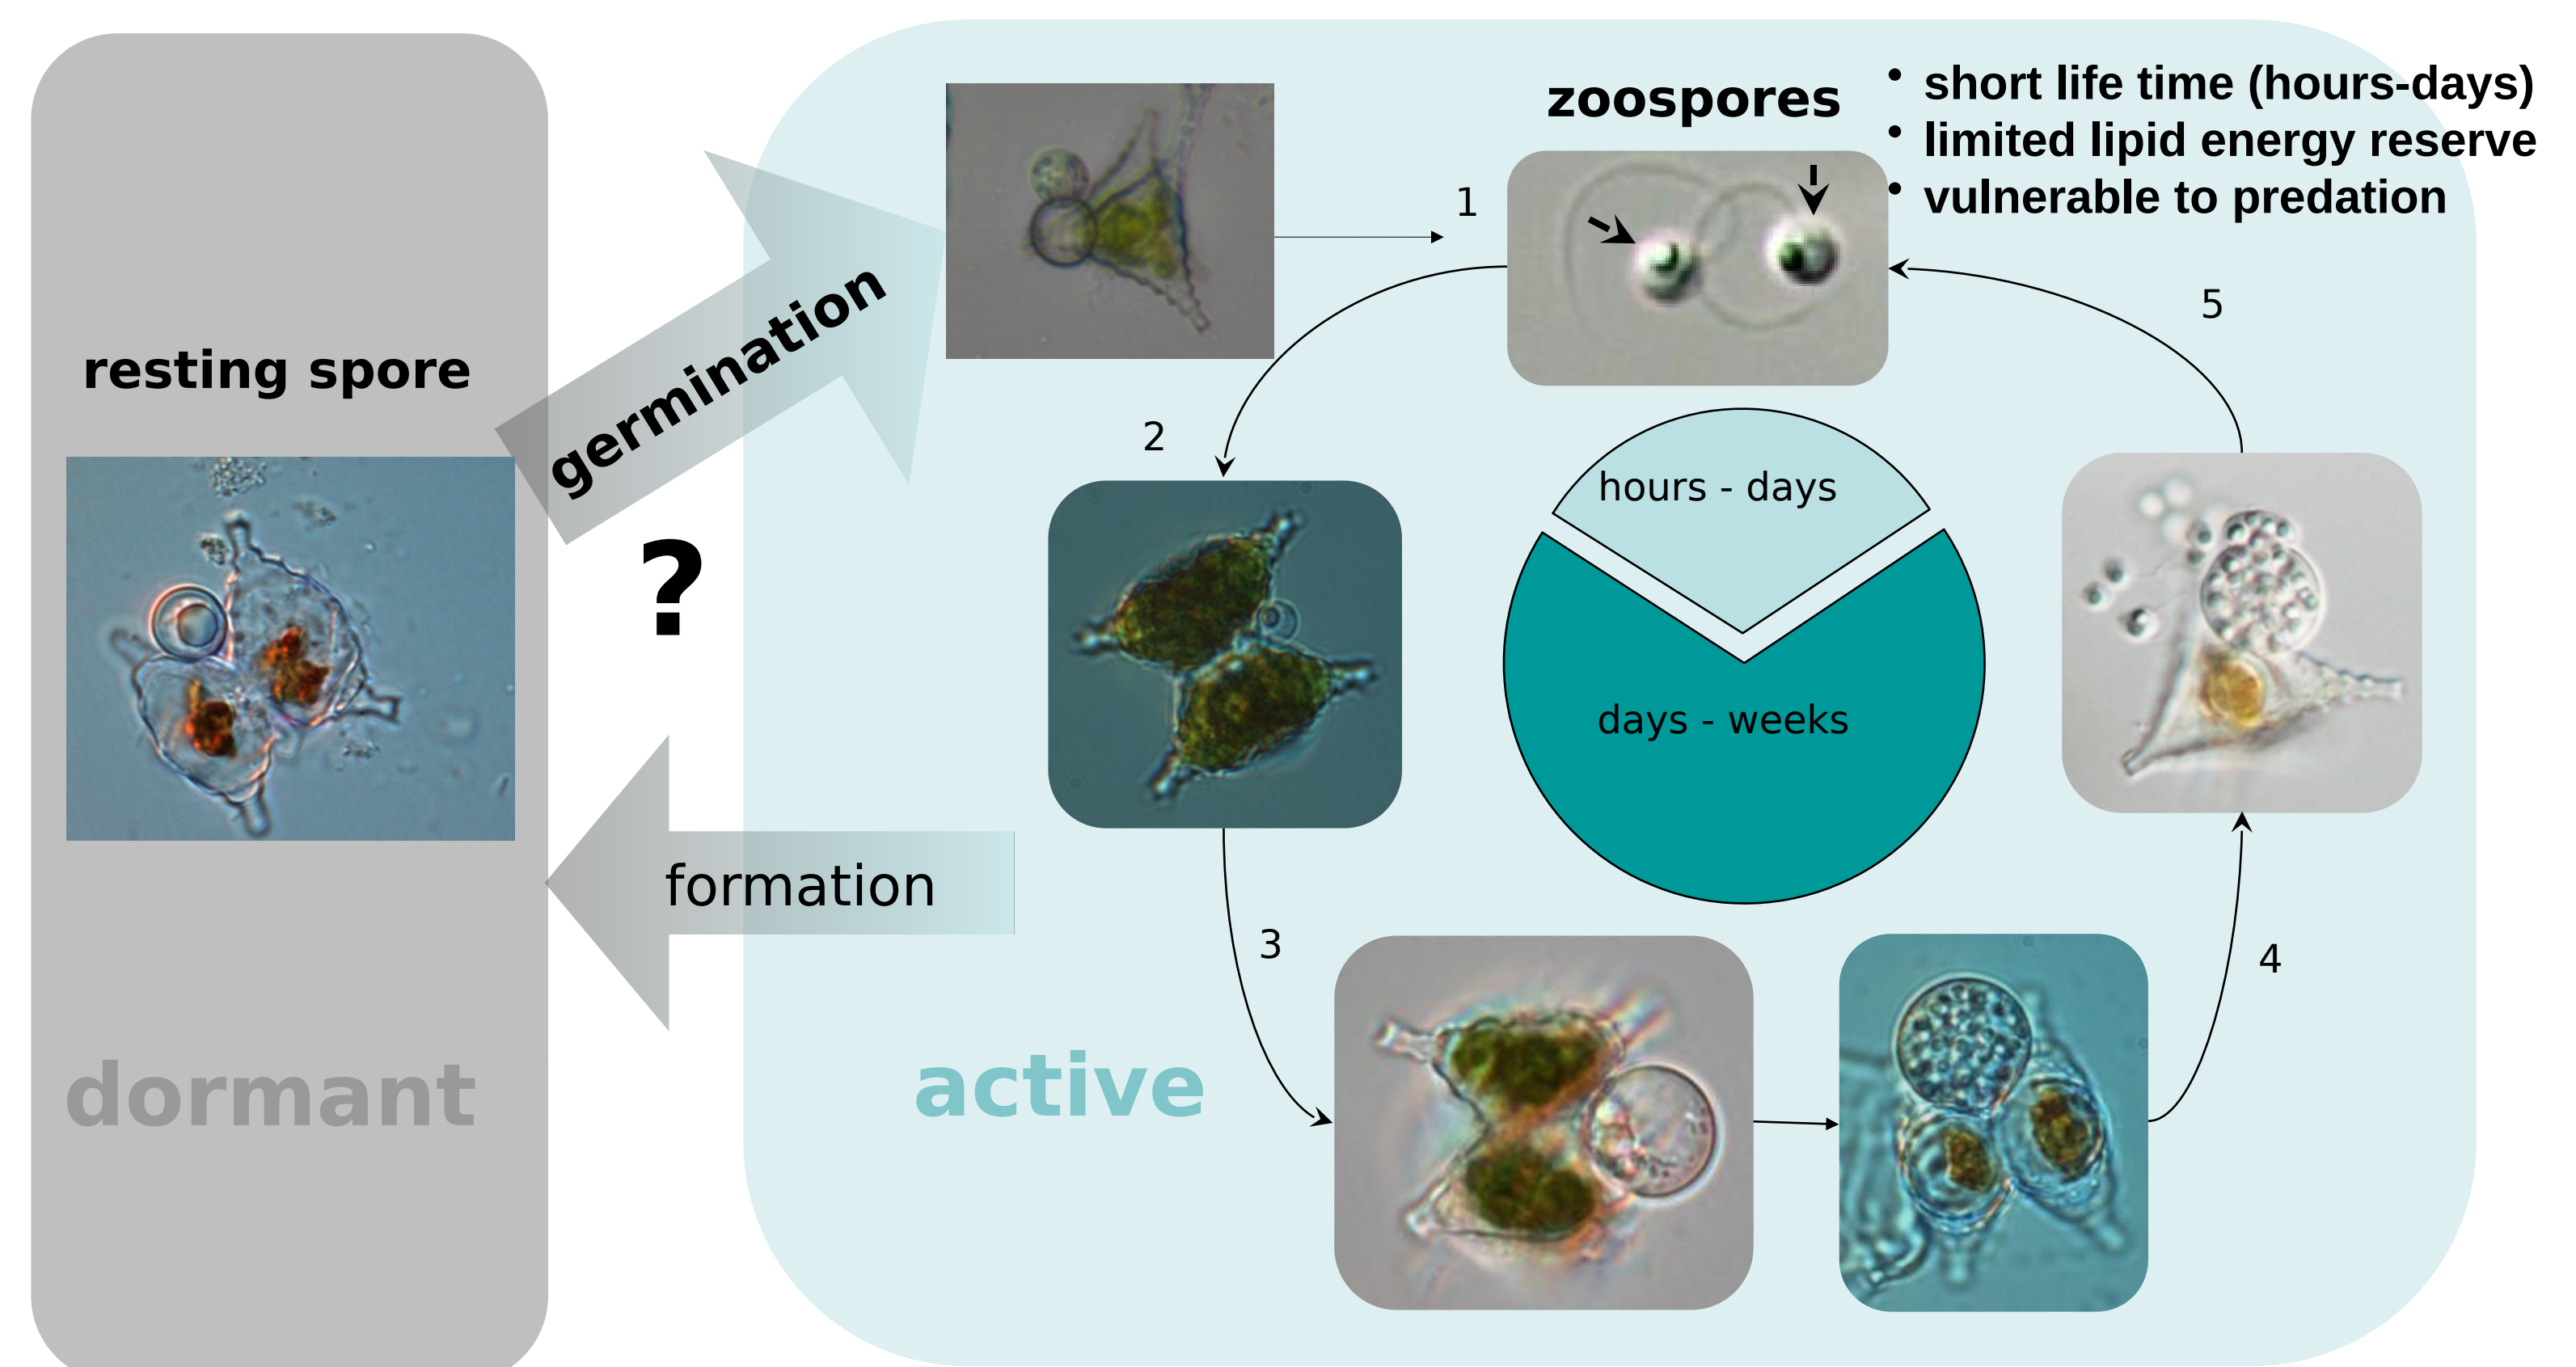 resting spore
germination
?
formation
dormant
active
zoospores
• short life time (hours-days)
• limited lipid energy reserve
• vulnerable to predation
1
2
3
4
5
hours - days
days - weeks